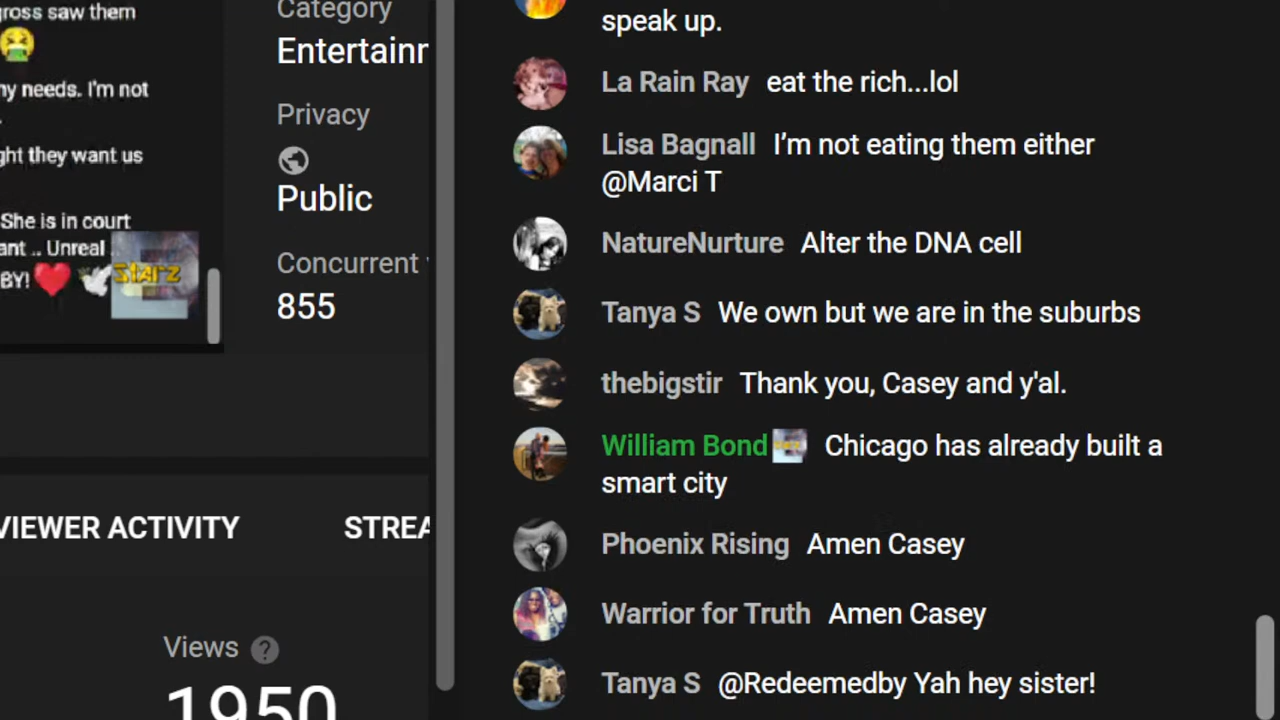 gross saw them
my needs. I'm not
ght they want us
She is in court
ant .. Unreal
BY!
Starz
Category
Entertainn
Privacy
Public
Concurrent
855
VIEWER ACTIVITY
STREA
Views ?
1950
speak up.
La Rain Ray eat the rich...lol
Lisa Bagnall I’m not eating them either
@Marci T
NatureNurture Alter the DNA cell
Tanya S We own but we are in the suburbs
thebigstir Thank you, Casey and y'al.
William Bond Chicago has already built a
smart city
Phoenix Rising Amen Casey
Warrior for Truth Amen Casey
Tanya S @Redeemedby Yah hey sister!